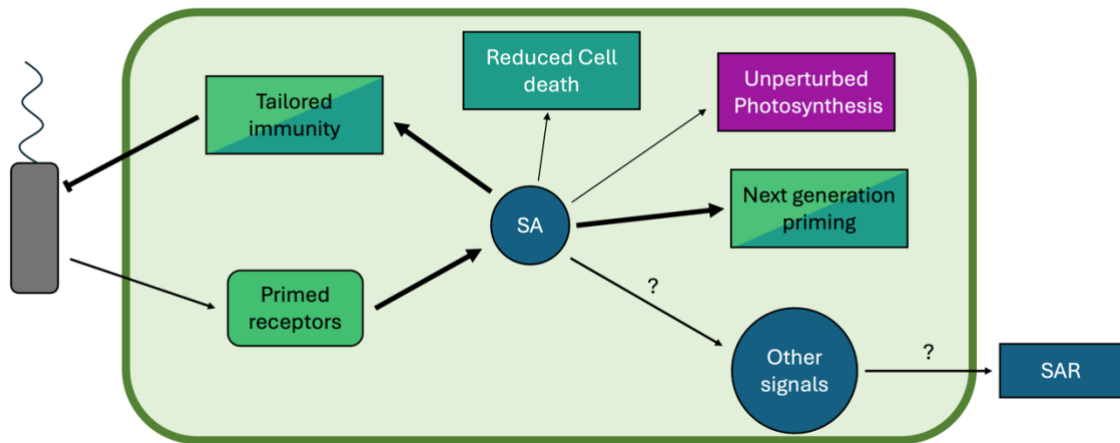 Reduced Cell
death
Unperturbed
Photosynthesis
Tailored
immunity
SA
Next generation
priming
Primed
receptors
?
Other
signals
?
SAR